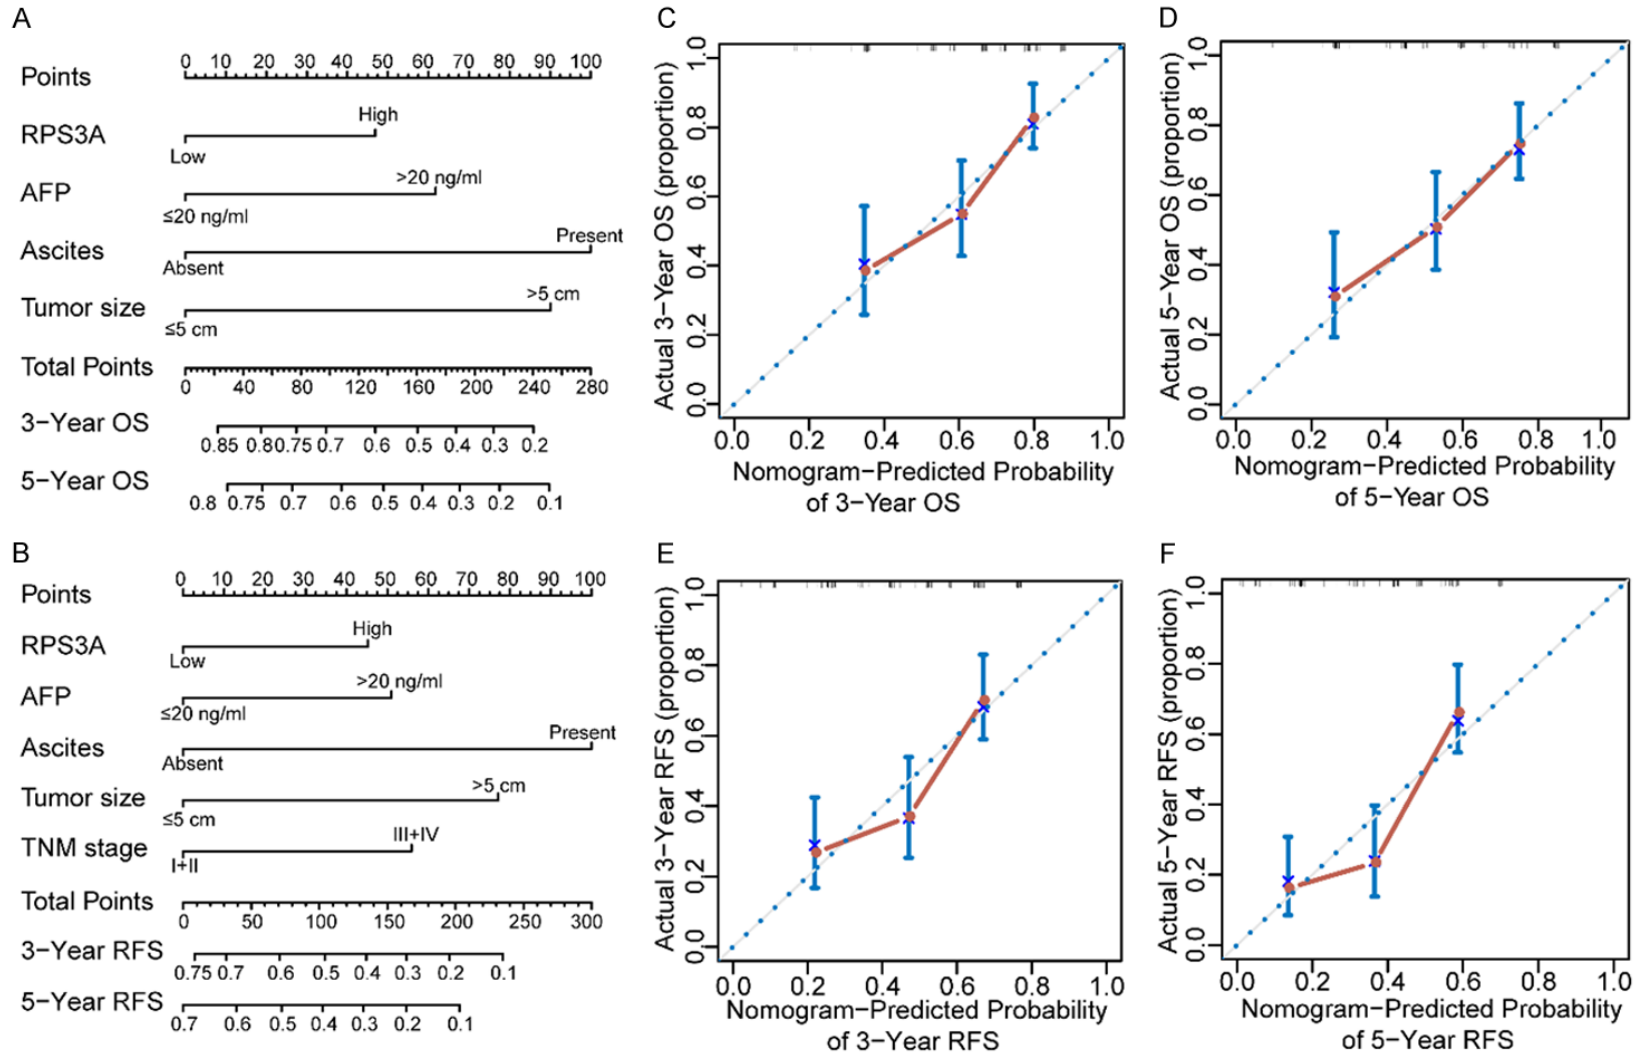 A
Points
0 10 20 30 40 50 60 70 80 90 100
RPS3A
High
Low
AFP
>20 ng/ml
≤20 ng/ml
Ascites
Present
Absent
Tumor size
>5 cm
≤5 cm
Total Points
0 40 80 120 160 200 240 280
3−Year OS
0.85 0.80 0.75 0.7 0.6 0.5 0.4 0.3 0.2
5−Year OS
0.8 0.75 0.7 0.6 0.5 0.4 0.3 0.2 0.1
B
Points
0 10 20 30 40 50 60 70 80 90 100
RPS3A
High
Low
AFP
>20 ng/ml
≤20 ng/ml
Ascites
Present
Absent
Tumor size
>5 cm
≤5 cm
TNM stage
III+IV
I+II
Total Points
0 50 100 150 200 250 300
3−Year RFS
0.75 0.7 0.6 0.5 0.4 0.3 0.2 0.1
5−Year RFS
0.7 0.6 0.5 0.4 0.3 0.2 0.1
C
Actual 3−Year OS (proportion)
0.0 0.2 0.4 0.6 0.8 1.0
0.0 0.2 0.4 0.6 0.8 1.0
Nomogram−Predicted Probability
of 3−Year OS
D
Actual 5−Year OS (proportion)
0.0 0.2 0.4 0.6 0.8 1.0
0.0 0.2 0.4 0.6 0.8 1.0
Nomogram−Predicted Probability
of 5−Year OS
E
Actual 3−Year RFS (proportion)
0.0 0.2 0.4 0.6 0.8 1.0
0.0 0.2 0.4 0.6 0.8 1.0
Nomogram−Predicted Probability
of 3−Year RFS
F
Actual 5−Year RFS (proportion)
0.0 0.2 0.4 0.6 0.8 1.0
0.0 0.2 0.4 0.6 0.8 1.0
Nomogram−Predicted Probability
of 5−Year RFS